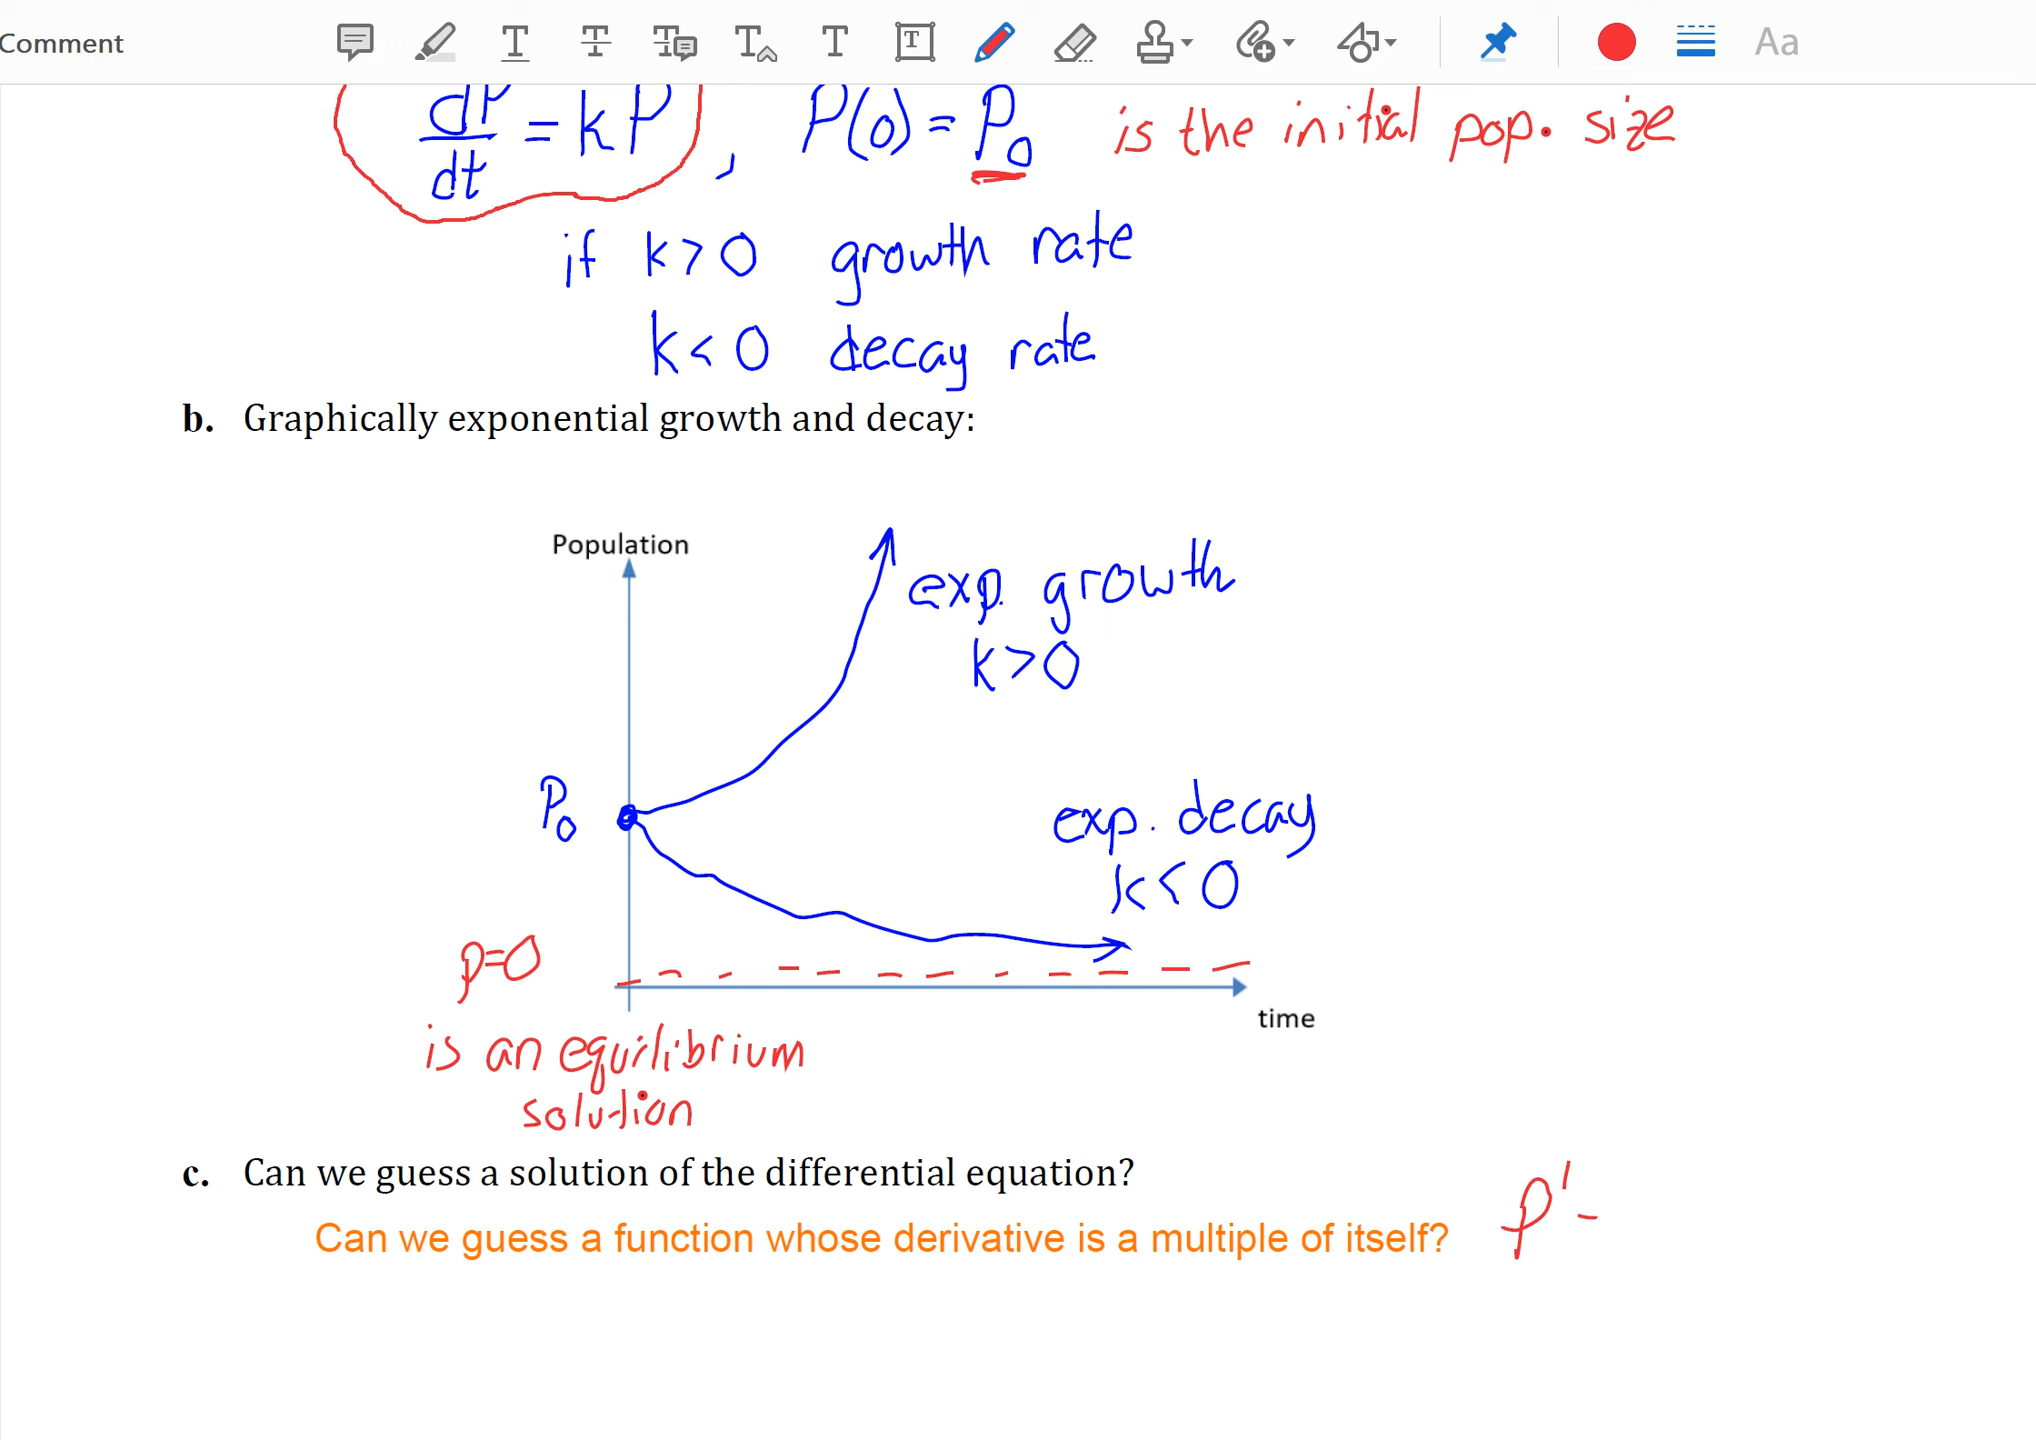 Comment
Aa
dP/dt = kP, P(0) = P₀ is the initial pop. size
if k > 0 growth rate
k < 0 decay rate
b. Graphically exponential growth and decay:
Population
exp. growth
k > 0
P₀
exp. decay
k < 0
p=0
time
is an equilibrium
solution
c. Can we guess a solution of the differential equation?
Can we guess a function whose derivative is a multiple of itself? P' -